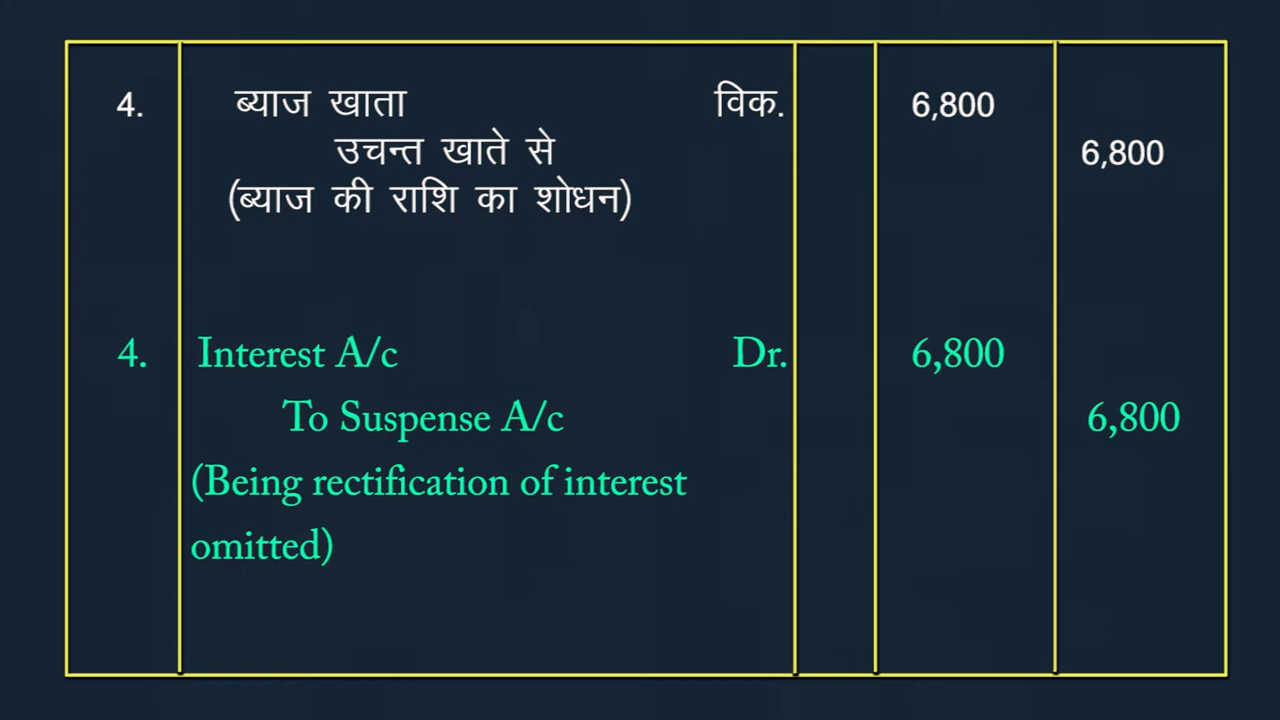 4. ब्याज खाता विक. 6,800
उचन्त खाते से 6,800
(ब्याज की राशि का शोधन)
4. Interest A/c Dr. 6,800
To Suspense A/c 6,800
(Being rectification of interest
omitted)